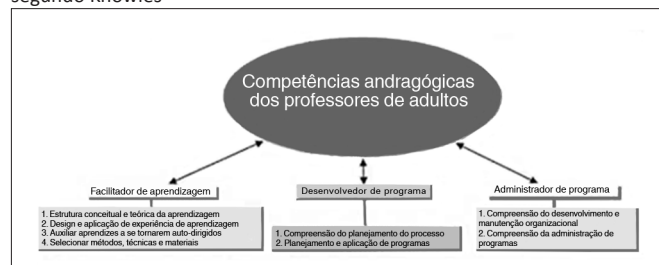 segundo Knowles
Competências andragógicas
dos professores de adultos
Facilitador de aprendizagem
1. Estrutura conceitual e teórica da aprendizagem
2. Design e aplicação de experiência de aprendizagem
3. Auxiliar aprendizes a se tornarem auto-dirigidos
4. Selecionar métodos, técnicas e materiais
Desenvolvedor de programa
1. Compreensão do planejamento do processo
2. Planejamento e aplicação de programas
Administrador de programa
1. Compreensão do desenvolvimento e
manutenção organizacional
2. Compreensão da administração de
programas